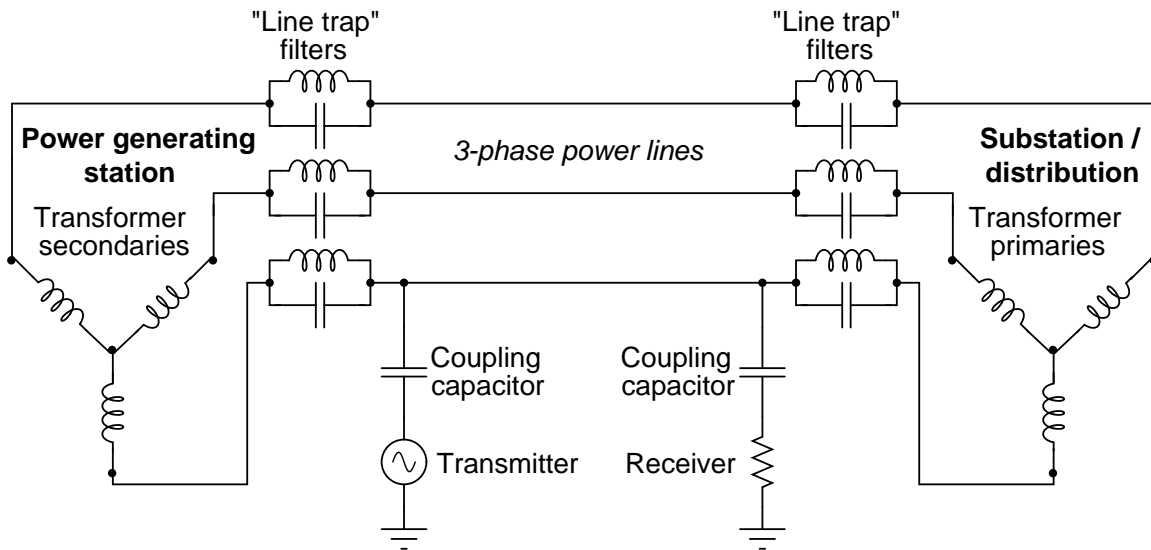 "Line trap"
filters
"Line trap"
filters
Power generating
station
3-phase power lines
Substation /
distribution
Transformer
secondaries
Transformer
primaries
Coupling
capacitor
Coupling
capacitor
Transmitter
Receiver